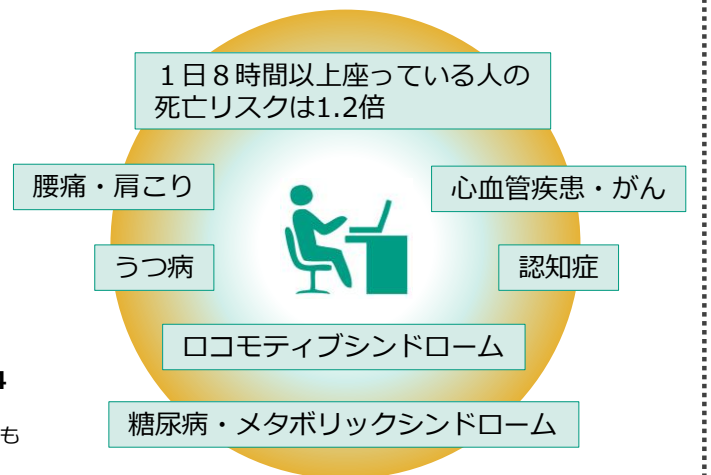 １日８時間以上座っている人の
死亡リスクは1.2倍
腰痛・肩こり
心血管疾患・がん
うつ病
認知症
ロコモティブシンドローム
4
糖尿病・メタボリックシンドローム
も